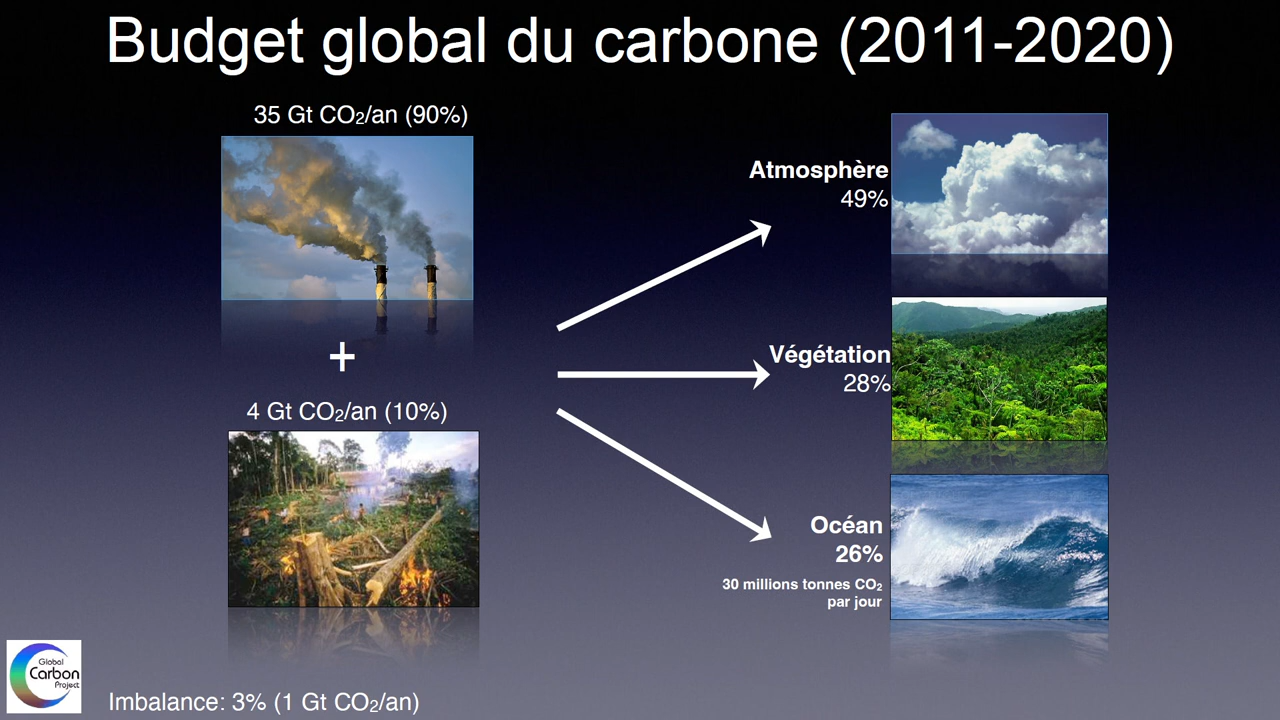 Budget global du carbone (2011-2020)
35 Gt CO₂/an (90%)
+
4 Gt CO₂/an (10%)
Atmosphère
49%
Végétation
28%
Océan
26%
30 millions tonnes CO₂
par jour
Global
Carbon
Project
Imbalance: 3% (1 Gt CO₂/an)